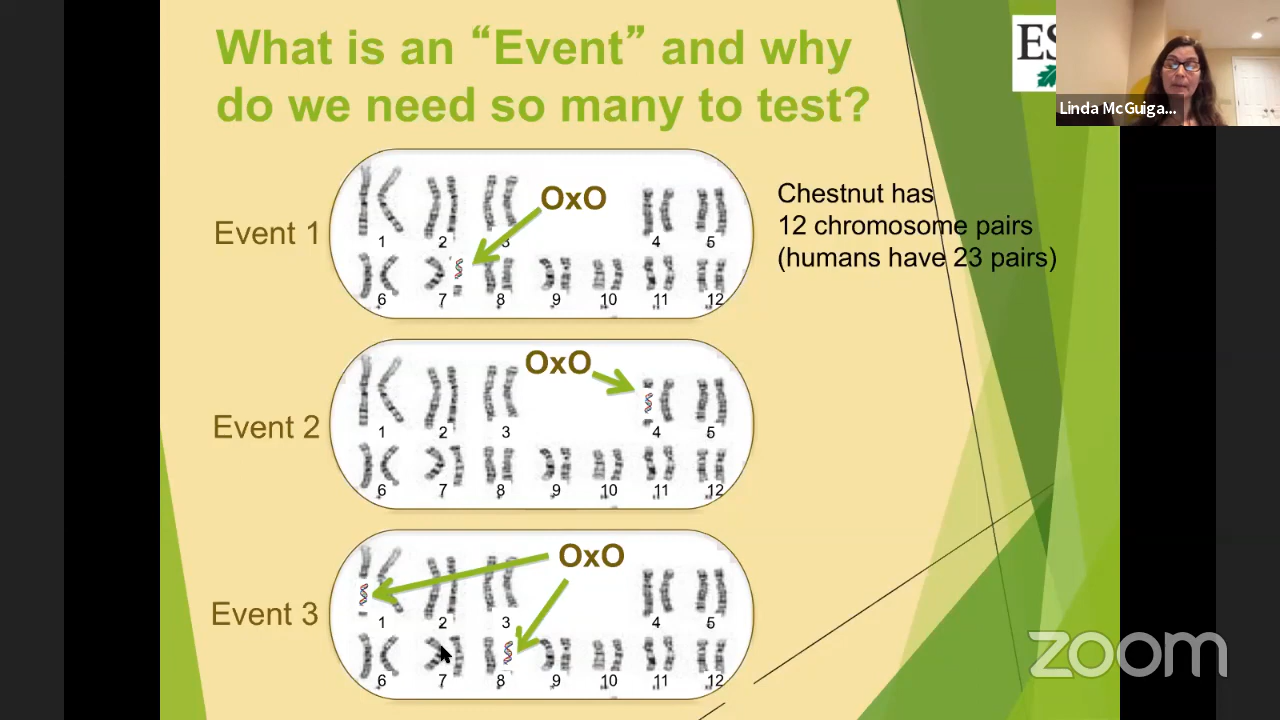 What is an “Event” and why
do we need so many to test?
ES
Linda McGuiga...
Event 1
OxO
1 2 3 4 5
6 7 8 9 10 11 12
Chestnut has
12 chromosome pairs
(humans have 23 pairs)
Event 2
OxO
1 2 3 4 5
6 7 8 9 10 11 12
Event 3
OxO
1 2 3 4 5
6 7 8 9 10 11 12
zoom